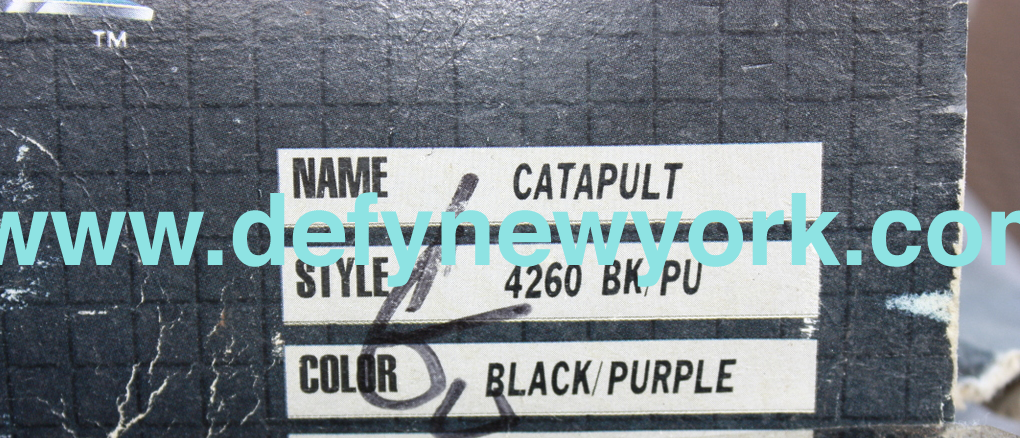 TM
NAME CATAPULT
www.defynewyork.com
STYLE 4260 BK/PU
COLOR BLACK/PURPLE